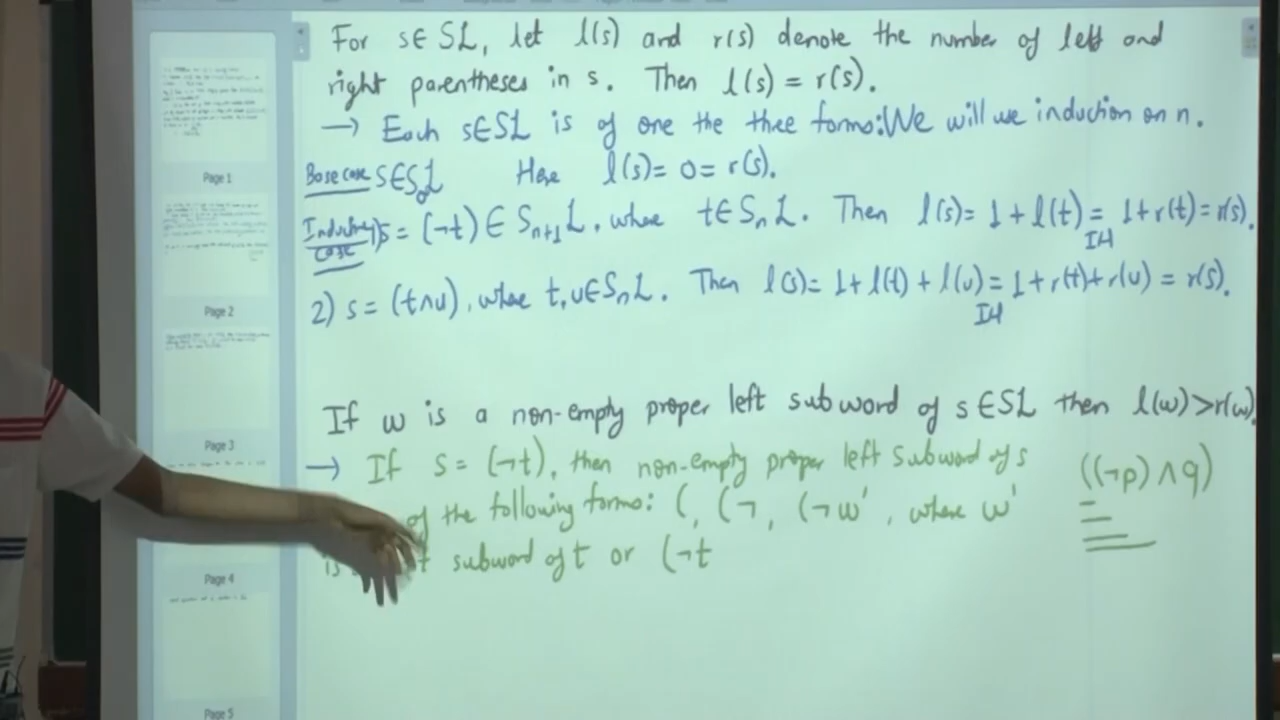 For s∈SL, let l(s) and r(s) denote the number of left and
right parentheses in s. Then l(s) = r(s).
→ Each s∈SL is of one the three forms: We will use induction on n.
Base case s∈S₀L Here l(s)= 0 = r(s).
Inductive case 1) s = (¬t) ∈ Sₙ₊₁L, where t∈SₙL. Then l(s)= 1 + l(t) = 1+r(t) = r(s).
IH
2) s = (t∧u), where t,u∈SₙL. Then l(s)= 1+l(t) + l(u) = 1+r(t)+r(u) = r(s).
IH
If w is a non-empty proper left subword of s∈SL then l(w)>r(w).
→ If s = (¬t), then non-empty proper left subword of s
of the following forms: (, (¬, (¬w', where w'
is subword of t or (¬t
((¬p)∧q)
Page 1
Page 2
Page 3
Page 4
Page 5